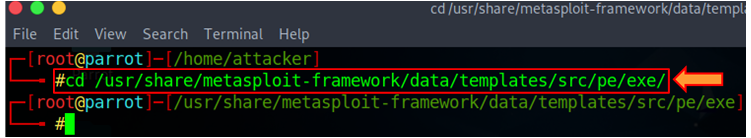 cd /usr/share/metasploit-framework/data/templ
File Edit View Search Terminal Help
┌─[root@parrot]─[/home/attacker]
└──╼ #cd /usr/share/metasploit-framework/data/templates/src/pe/exe/
┌─[root@parrot]─[/usr/share/metasploit-framework/data/templates/src/pe/exe]
└──╼ #